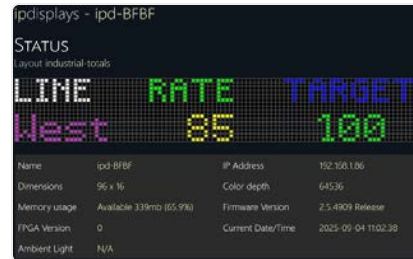 ipdisplays - ipd-BFBF
STATUS
Layout industrial-totals
LINE RATE TARGET
West 85 100
Name ipd-BFBF IP Address 192.168.1.86
Dimensions 96 x 16 Color depth 64536
Memory usage Available 339mb (65.9%) Firmware Version 2.5.4909 Release
FPGA Version 0 Current Date/Time 2025-09-04 11:02:38
Ambient Light N/A